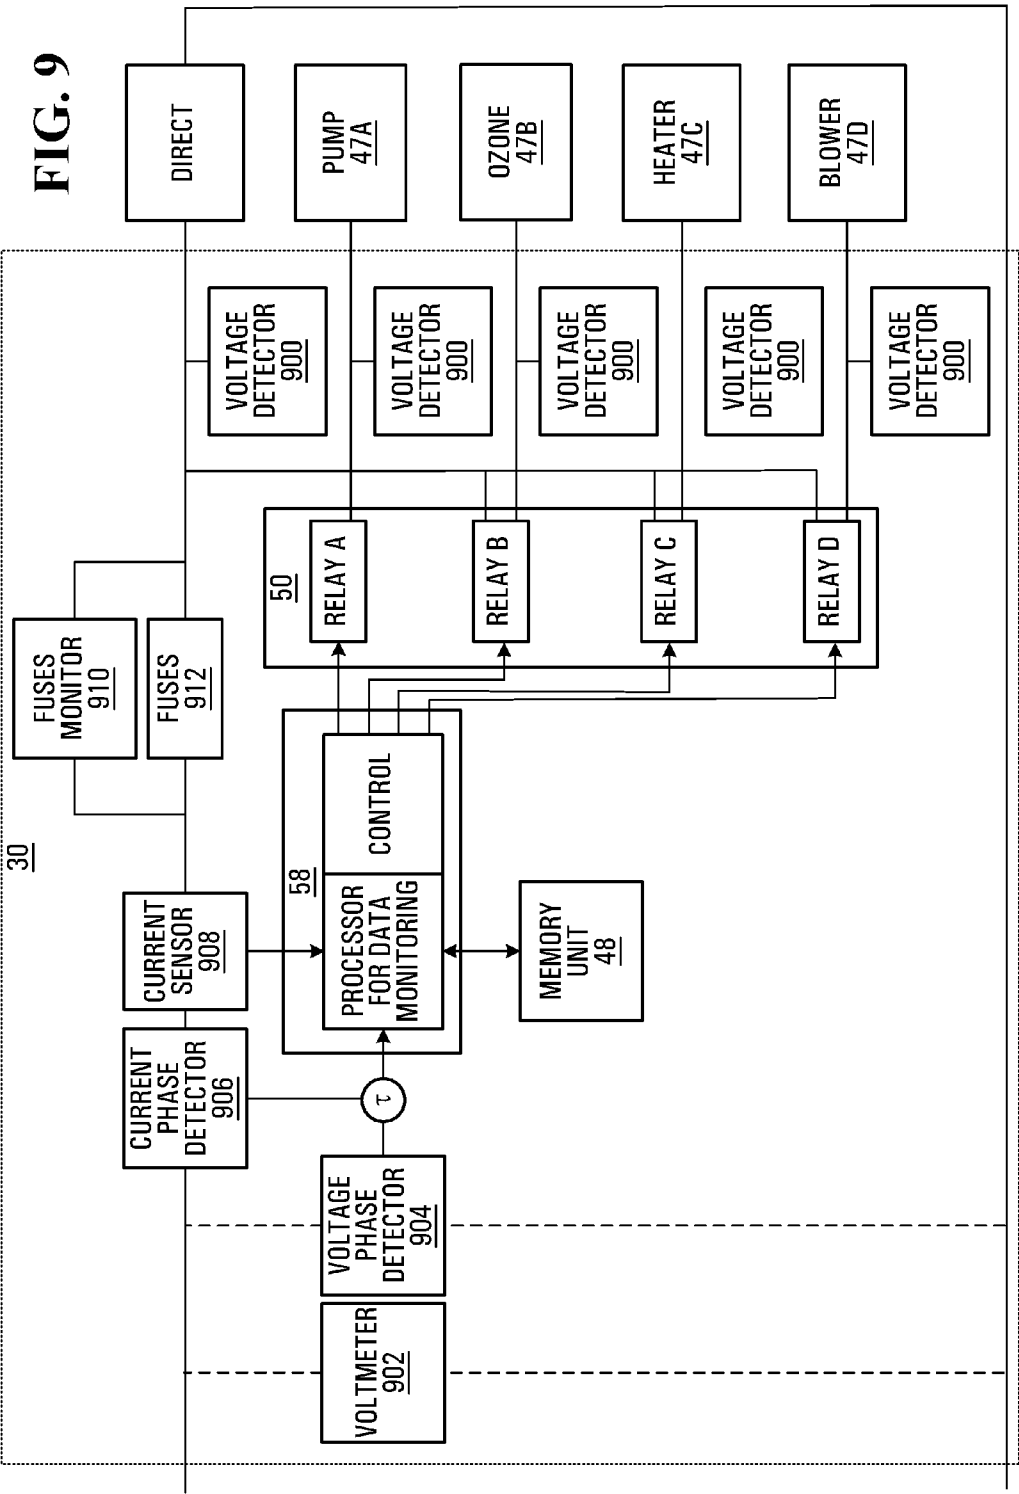 FIG. 9
DIRECT
PUMP
47A
OZONE
47B
HEATER
47C
BLOWER
47D
VOLTAGE
DETECTOR
900
VOLTAGE
DETECTOR
900
VOLTAGE
DETECTOR
900
VOLTAGE
DETECTOR
900
VOLTAGE
DETECTOR
900
50
RELAY A
RELAY B
RELAY C
RELAY D
FUSES
MONITOR
910
FUSES
912
30
58
CONTROL
PROCESSOR
FOR DATA
MONITORING
MEMORY
UNIT
48
CURRENT
SENSOR
908
CURRENT
PHASE
DETECTOR
906
τ
VOLTAGE
PHASE
DETECTOR
904
VOLTMETER
902